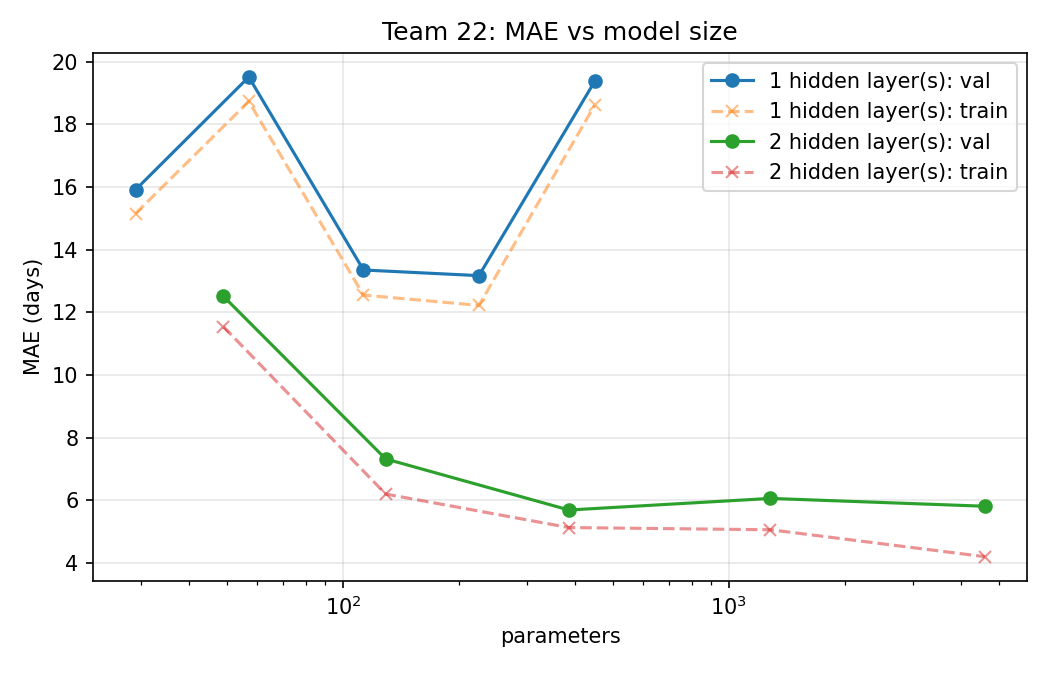 Team 22: MAE vs model size
20
18
16
14
12
10
8
6
4
MAE (days)
1 hidden layer(s): val
1 hidden layer(s): train
2 hidden layer(s): val
2 hidden layer(s): train
10²
10³
parameters